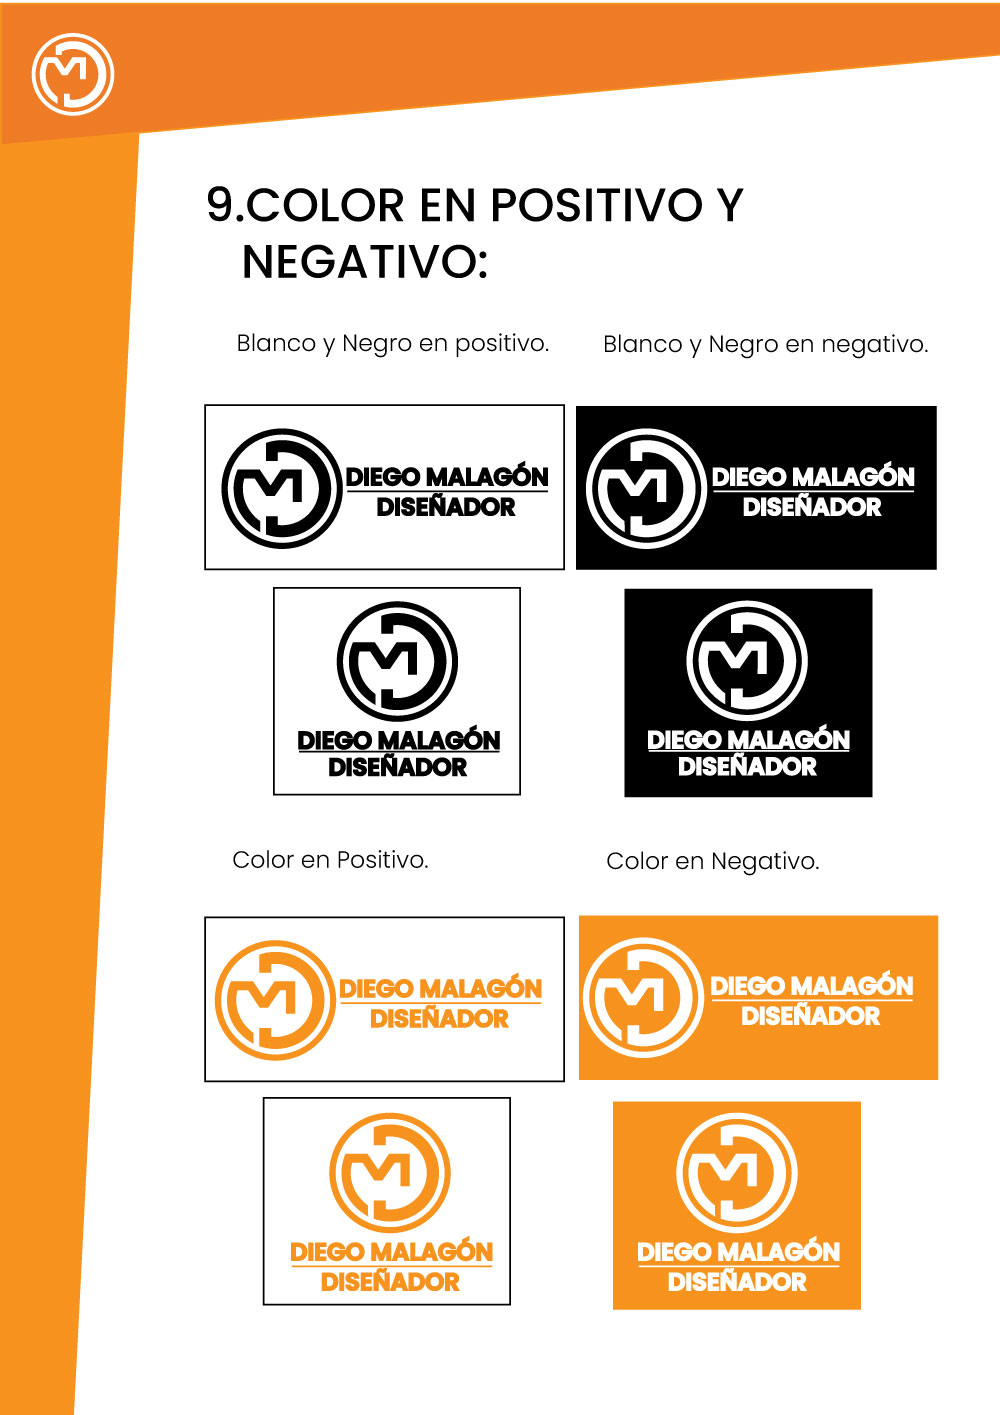 9.COLOR EN POSITIVO Y
NEGATIVO:
Blanco y Negro en positivo.
Blanco y Negro en negativo.
DIEGO MALAGÓN
DISEÑADOR
DIEGO MALAGÓN
DISEÑADOR
DIEGO MALAGÓN
DISEÑADOR
DIEGO MALAGÓN
DISEÑADOR
Color en Positivo.
Color en Negativo.
DIEGO MALAGÓN
DISEÑADOR
DIEGO MALAGÓN
DISEÑADOR
DIEGO MALAGÓN
DISEÑADOR
DIEGO MALAGÓN
DISEÑADOR